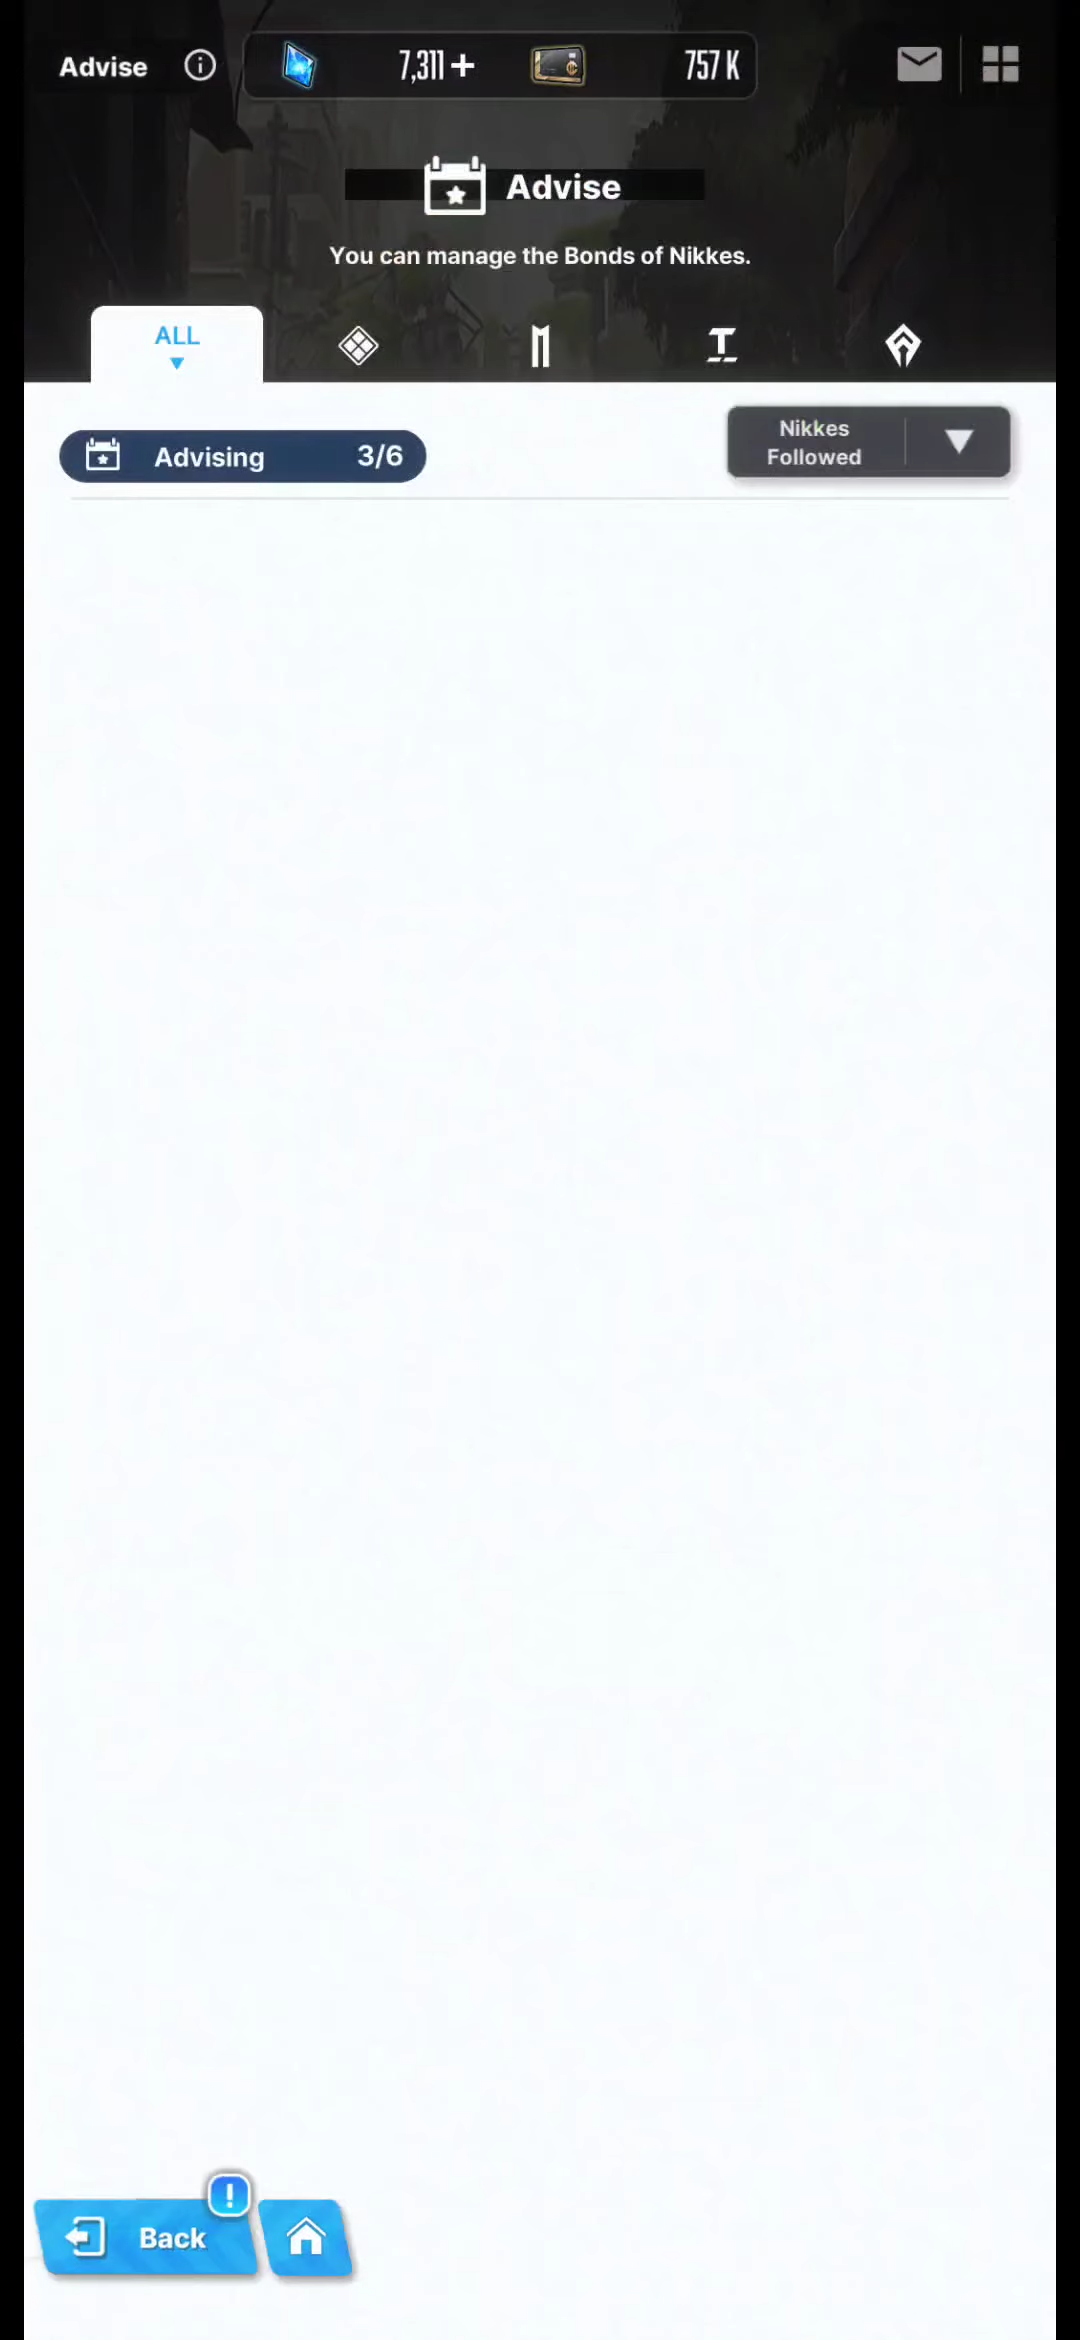 Advise
7,311
757 K
Advise
You can manage the Bonds of Nikkes.
ALL
Advising 3/6
Nikkes
Followed
Back